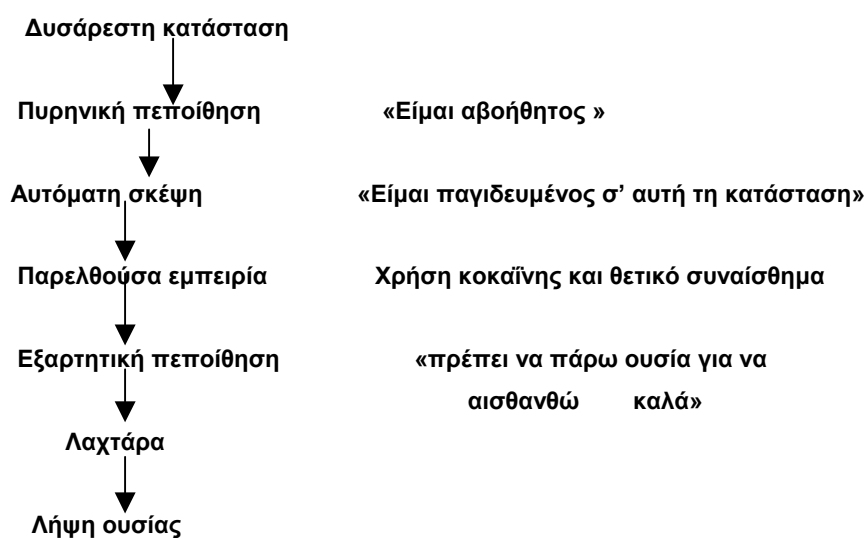 Δυσάρεστη κατάσταση
Πυρηνική πεποίθηση «Είμαι αβοήθητος »
Αυτόματη σκέψη «Είμαι παγιδευμένος σ’ αυτή τη κατάσταση»
Παρελθούσα εμπειρία Χρήση κοκαΐνης και θετικό συναίσθημα
Εξαρτητική πεποίθηση «πρέπει να πάρω ουσία για να
αισθανθώ καλά»
Λαχτάρα
Λήψη ουσίας